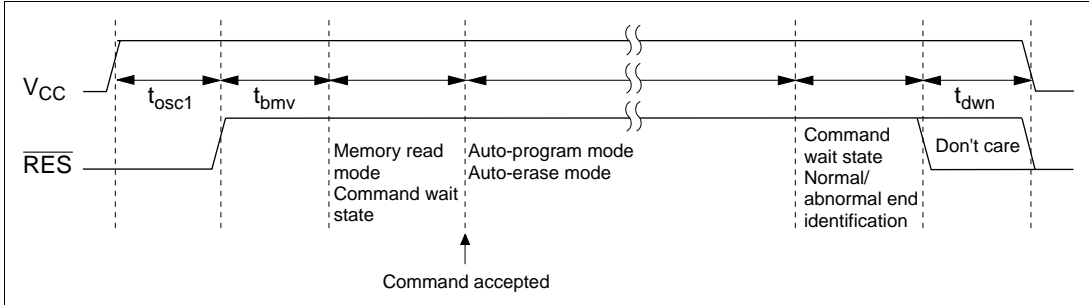 VCC
tosc1
tbmv
tdwn
RES
Memory read
mode
Command wait
state
Auto-program mode
Auto-erase mode
Command
wait state
Normal/
abnormal end
identification
Don't care
Command accepted